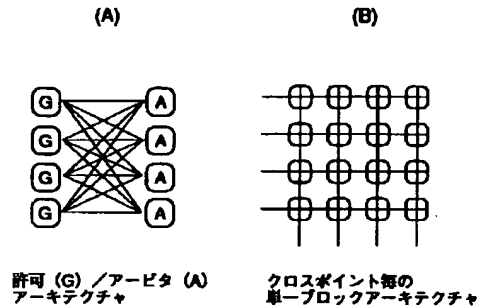 (A)
(B)
G A
G A
G A
G A
許可 (G) /アービタ (A)
アーキテクチャ
クロスポイント毎の
単一ブロックアーキテクチャ